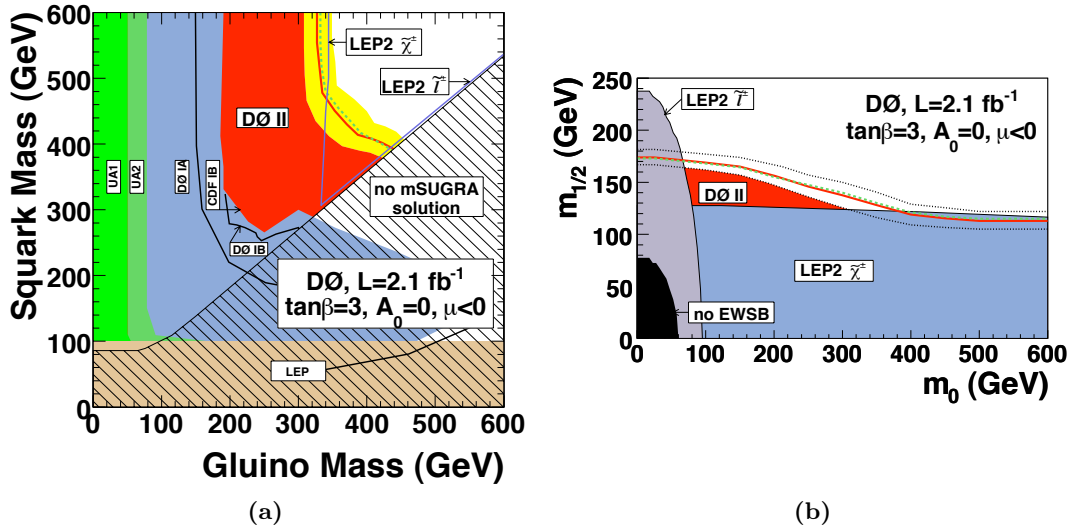 Squark Mass (GeV)
600
500
400
300
200
100
0
LEP2 χ̃±
LEP2 l̃±
DØ II
UA1
UA2
DØ IA
CDF IB
DØ IB
no mSUGRA
solution
DØ, L=2.1 fb⁻¹
tanβ=3, A₀=0, μ<0
LEP
0 100 200 300 400 500 600
Gluino Mass (GeV)
(a)
m₁/₂ (GeV)
250
200
150
100
50
0
LEP2 l̃±
DØ, L=2.1 fb⁻¹
tanβ=3, A₀=0, μ<0
DØ II
LEP2 χ̃±
no EWSB
0 100 200 300 400 500 600
m₀ (GeV)
(b)